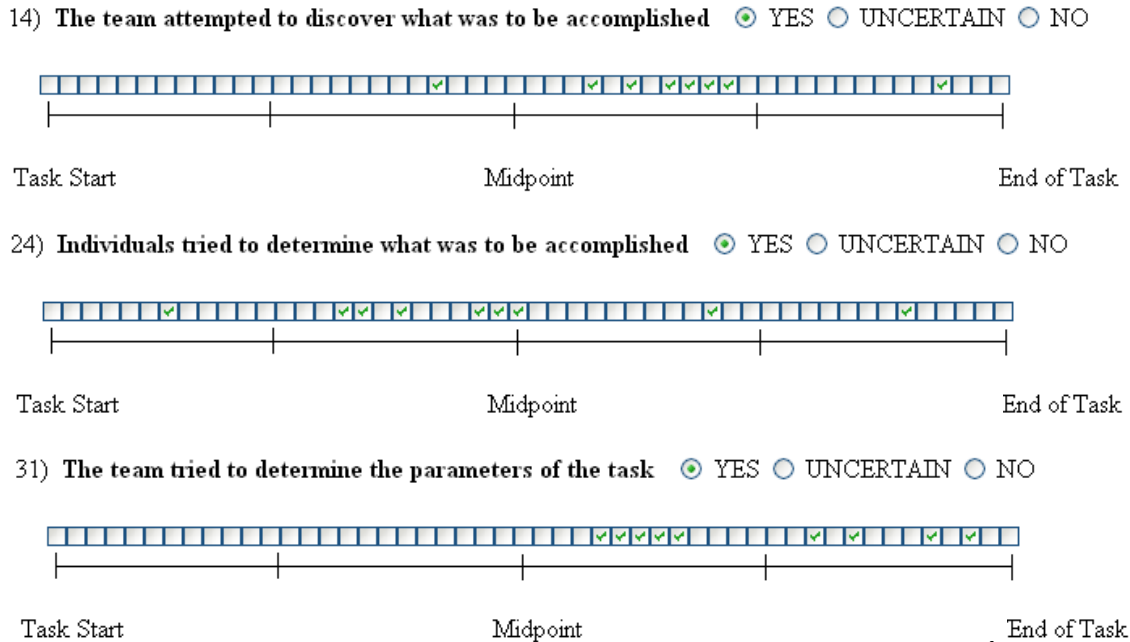 14) The team attempted to discover what was to be accomplished YES UNCERTAIN NO
Task Start Midpoint End of Task
24) Individuals tried to determine what was to be accomplished YES UNCERTAIN NO
Task Start Midpoint End of Task
31) The team tried to determine the parameters of the task YES UNCERTAIN NO
Task Start Midpoint End of Task